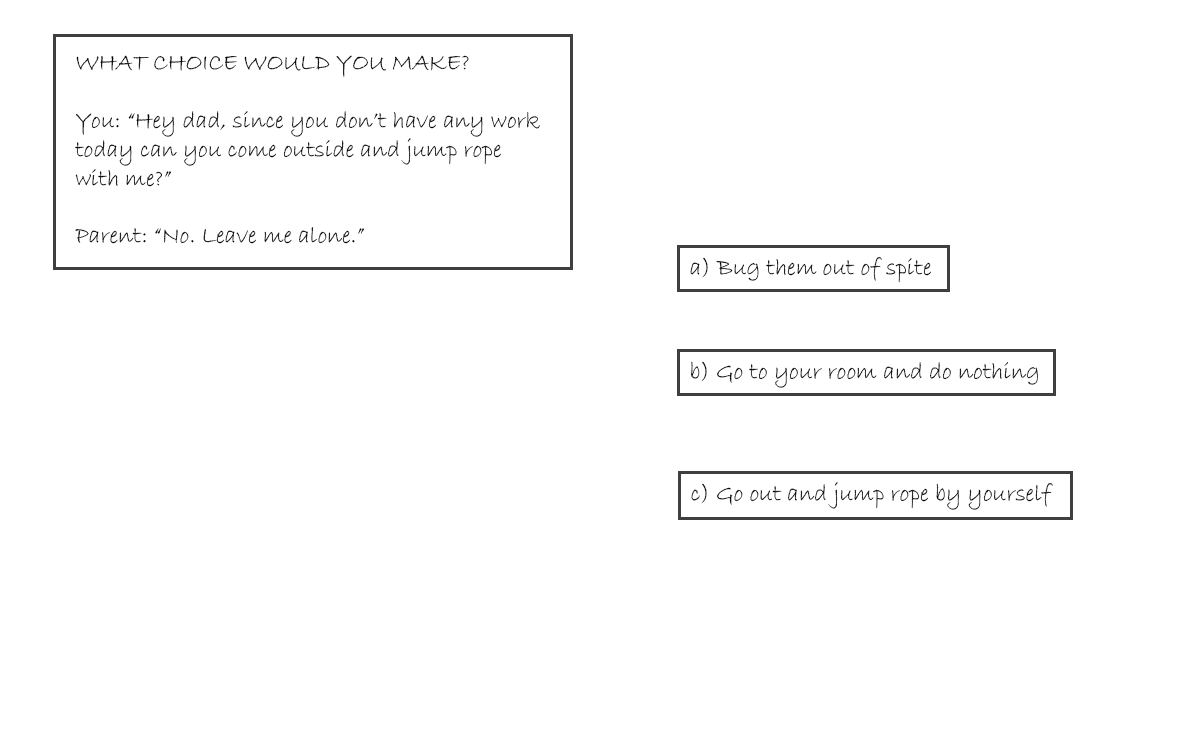 WHAT CHOICE WOULD YOU MAKE?
You: “Hey dad, since you don’t have any work
today can you come outside and jump rope
with me?”
Parent: “No. Leave me alone.”
a) Bug them out of spite
b) Go to your room and do nothing
c) Go out and jump rope by yourself